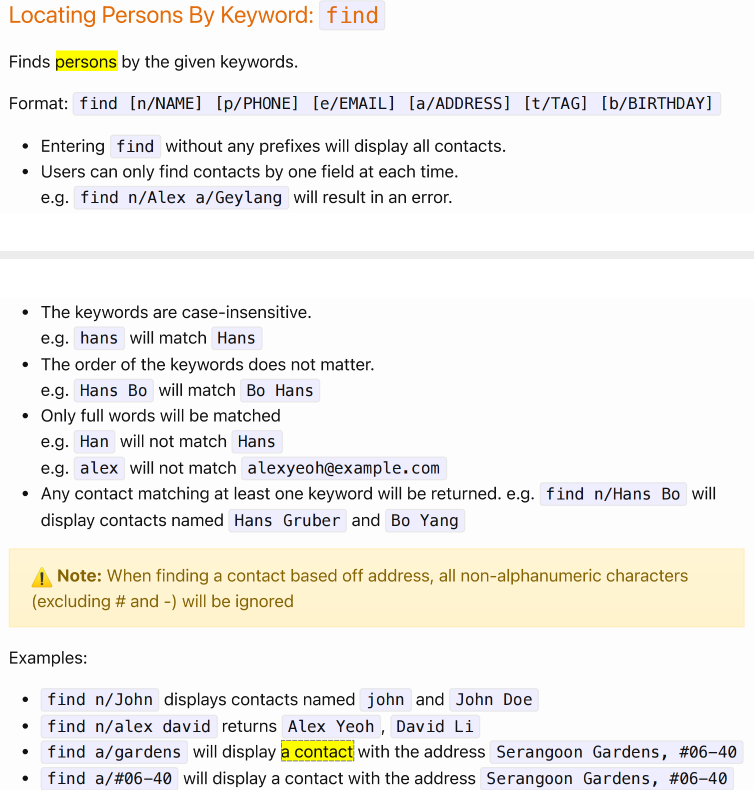 Locating Persons By Keyword: find
Finds persons by the given keywords.
Format: find [n/NAME] [p/PHONE] [e/EMAIL] [a/ADDRESS] [t/TAG] [b/BIRTHDAY]
• Entering find without any prefixes will display all contacts.
• Users can only find contacts by one field at each time.
e.g. find n/Alex a/Geylang will result in an error.
• The keywords are case-insensitive.
e.g. hans will match Hans
• The order of the keywords does not matter.
e.g. Hans Bo will match Bo Hans
• Only full words will be matched
e.g. Han will not match Hans
e.g. alex will not match alexyeoh@example.com
• Any contact matching at least one keyword will be returned. e.g. find n/Hans Bo will
display contacts named Hans Gruber and Bo Yang
⚠️ Note: When finding a contact based off address, all non-alphanumeric characters
(excluding # and -) will be ignored
Examples:
• find n/John displays contacts named john and John Doe
• find n/alex david returns Alex Yeoh , David Li
• find a/gardens will display a contact with the address Serangoon Gardens, #06-40
• find a/#06-40 will display a contact with the address Serangoon Gardens, #06-40